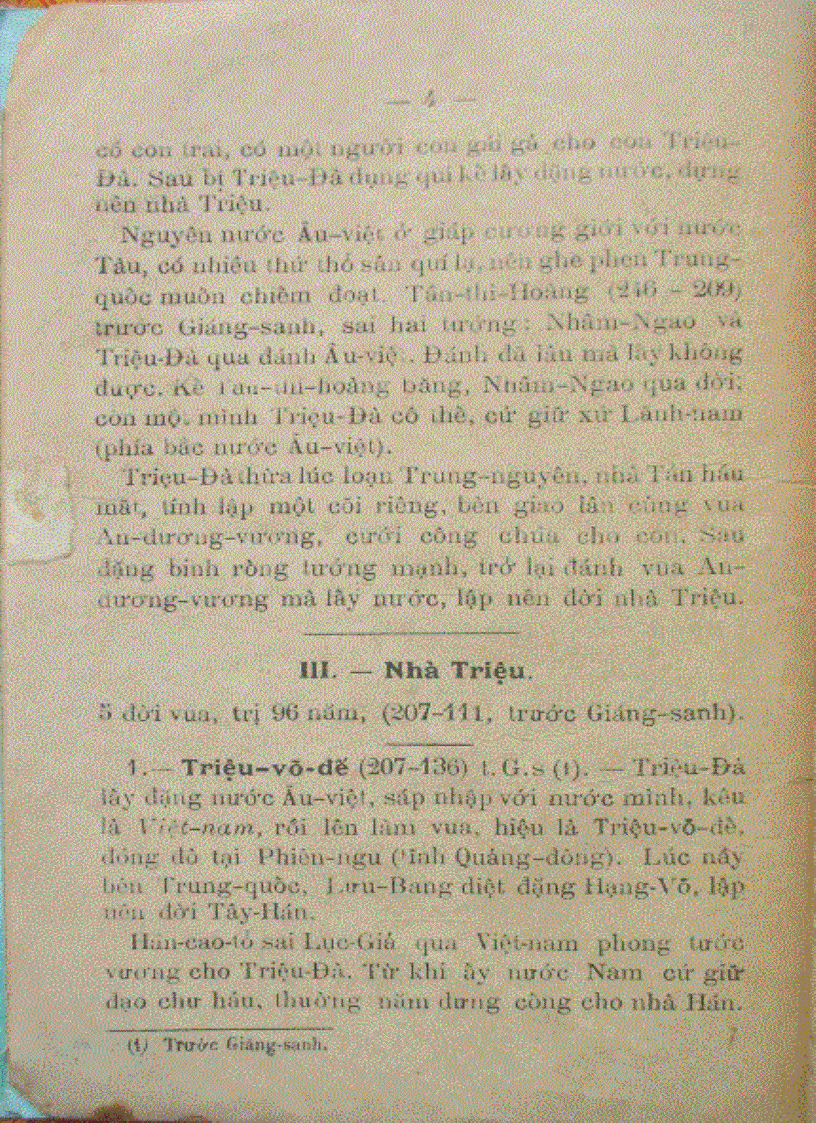 — 4 —
có con trai, có một người con gái gả cho con Triệu-
Đà. Sau bị Triệu-Đà dụng quỉ kế lấy đặng nước, dựng
nên nhà Triệu.
Nguyên nước Âu-việt ở giáp cương giới với nước
Tàu, có nhiều thứ thổ sản quí lạ, nên ghe phen Trung-
quốc muốn chiếm đoạt. Tần-thỉ-Hoàng (246 – 209)
trước Giáng-sanh, sai hai tướng : Nhâm-Ngao và
Triệu-Đà qua đánh Âu-việt. Đánh đã lâu mà lấy không
được. Kế Tần-thỉ-hoàng băng, Nhâm-Ngao qua đời,
còn một mình Triệu-Đà cô thế, cứ giữ xứ Lãnh-nam
(phía bắc nước Âu-việt).
Triệu-Đà thừa lúc loạn Trung-nguyên, nhà Tần hầu
mất, tính lập một cõi riêng, bèn giao lân cùng vua
An-dương-vương, cưới công chúa cho con. Sau
đặng binh ròng tướng mạnh, trở lại đánh vua An-
dương-vương mà lấy nước, lập nên đời nhà Triệu.
III. — Nhà Triệu.
5 đời vua, trị 96 năm, (207-111, trước Giáng-sanh).
1.— Triệu-võ-đế (207-136) t. G.s (1). — Triệu-Đà
lấy đặng nước Âu-việt, sáp nhập với nước mình, kêu
là Việt-nam, rồi lên làm vua, hiệu là Triệu-võ-đế,
đóng đô tại Phiên-ngu (tỉnh Quảng-đông). Lúc nầy
bên Trung-quốc, Lưu-Bang diệt đặng Hạng-Võ, lập
nên đời Tây-Hán.
Hán-cao-tổ sai Lục-Giả qua Việt-nam phong tước
vương cho Triệu-Đà. Từ khi ấy nước Nam cứ giữ
đạo chư hầu, thường năm dưng cống cho nhà Hán.
(1) Trước Giáng-sanh.